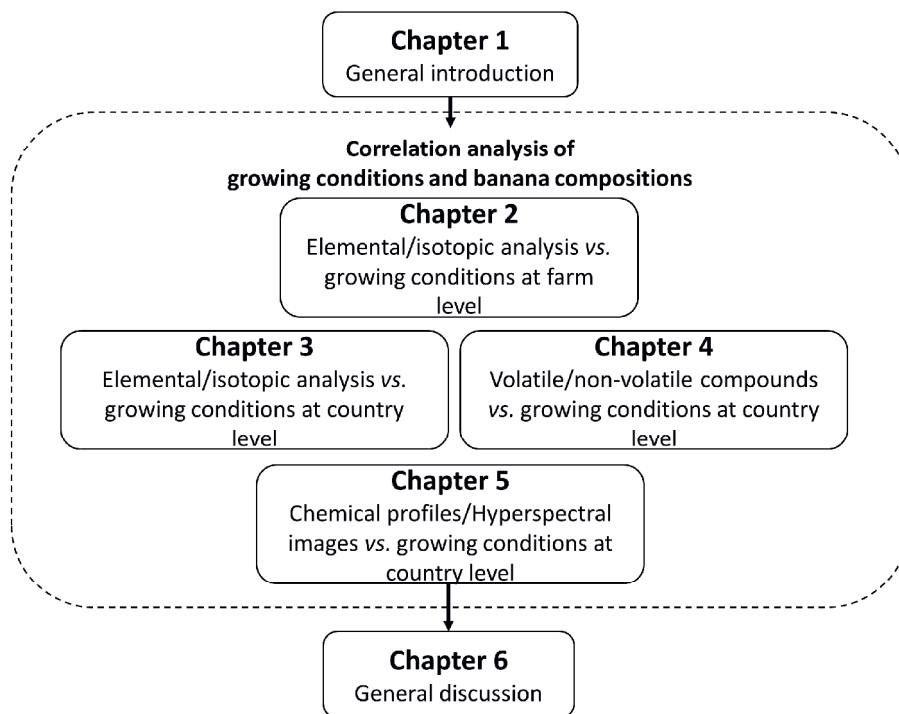 Chapter 1
General introduction
Correlation analysis of
growing conditions and banana compositions
Chapter 2
Elemental/isotopic analysis vs.
growing conditions at farm
level
Chapter 3
Elemental/isotopic analysis vs.
growing conditions at country
level
Chapter 4
Volatile/non-volatile compounds
vs. growing conditions at country
level
Chapter 5
Chemical profiles/Hyperspectral
images vs. growing conditions at
country level
Chapter 6
General discussion